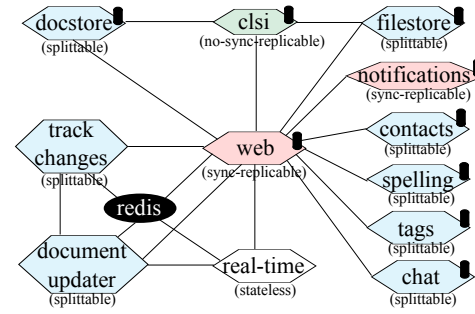 docstore
(splittable)
clsi
(no-sync-replicable)
filestore
(splittable)
notifications
(sync-replicable)
track
changes
(splittable)
web
(sync-replicable)
contacts
(splittable)
spelling
(splittable)
redis
tags
(splittable)
document
updater
(splittable)
real-time
(stateless)
chat
(splittable)